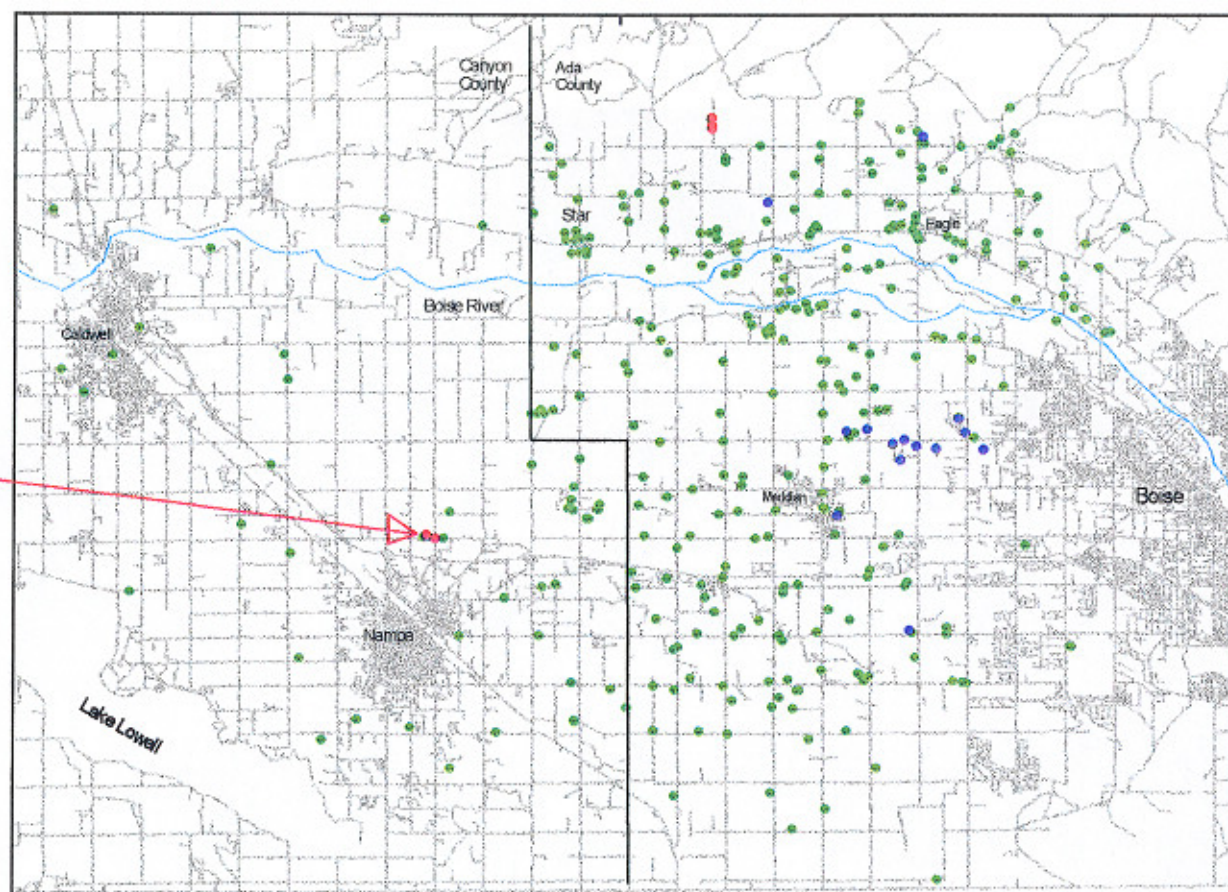 Canyon
County
Ada
County
Star
Eagle
Boise River
Caldwell
Meridian
Boise
Nampa
Lake Lowell